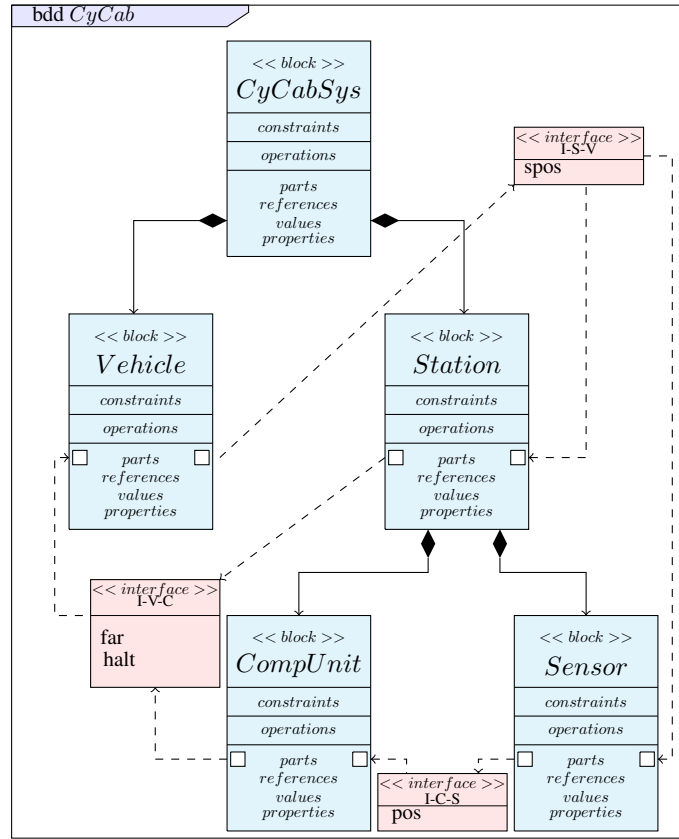 bdd CyCab
<< block >>
CyCabSys
constraints
operations
parts
references
values
properties
<< interface >>
I-S-V
spos
<< block >>
Vehicle
constraints
operations
parts
references
values
properties
<< block >>
Station
constraints
operations
parts
references
values
properties
<< interface >>
I-V-C
far
halt
<< block >>
CompUnit
constraints
operations
parts
references
values
properties
<< interface >>
I-C-S
pos
<< block >>
Sensor
constraints
operations
parts
references
values
properties